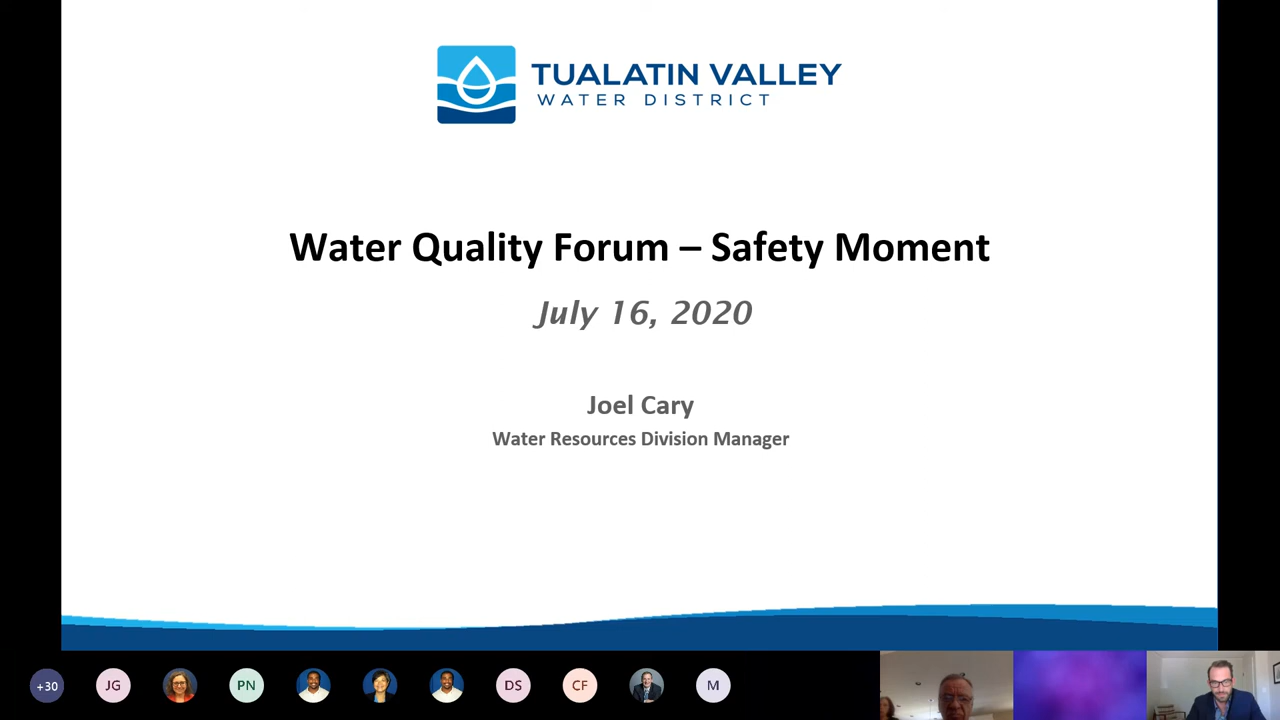 TUALATIN VALLEY
WATER DISTRICT
Water Quality Forum – Safety Moment
July 16, 2020
Joel Cary
Water Resources Division Manager
+30
JG
PN
DS
CF
M